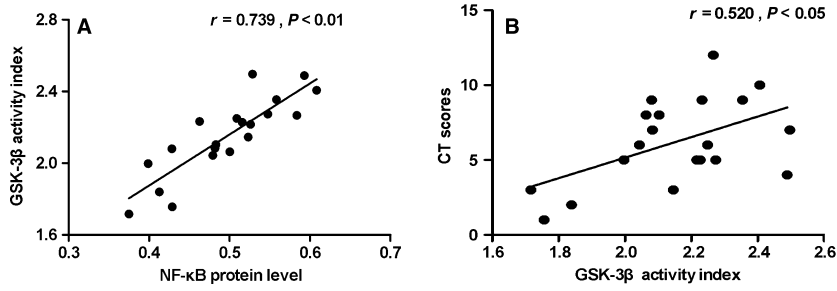 A
r = 0.739 , P < 0.01
GSK-3β activity index
2.8
2.4
2.0
1.6
0.3 0.4 0.5 0.6 0.7
NF-κB protein level
B
r = 0.520 , P < 0.05
CT scores
15
10
5
0
1.6 1.8 2.0 2.2 2.4 2.6
GSK-3β activity index